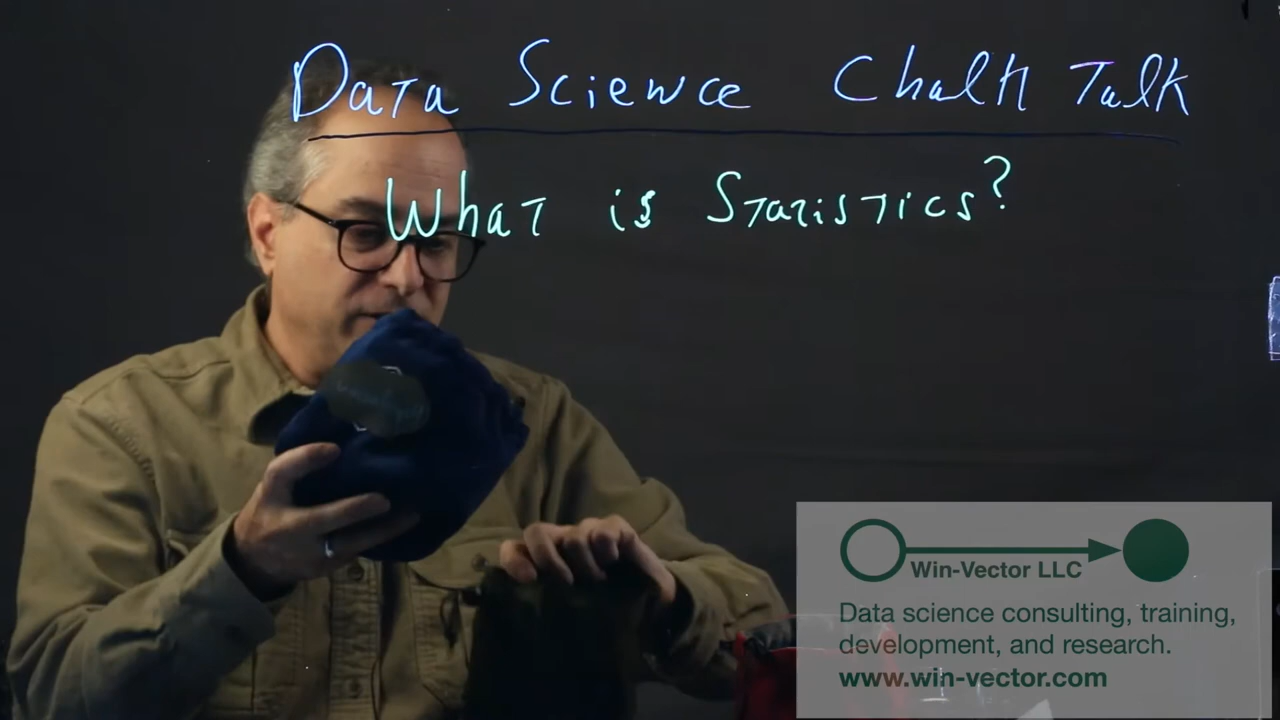 Data Science Chalk Talk
What is Statistics?
Win-Vector LLC
Data science consulting, training,
development, and research.
www.win-vector.com